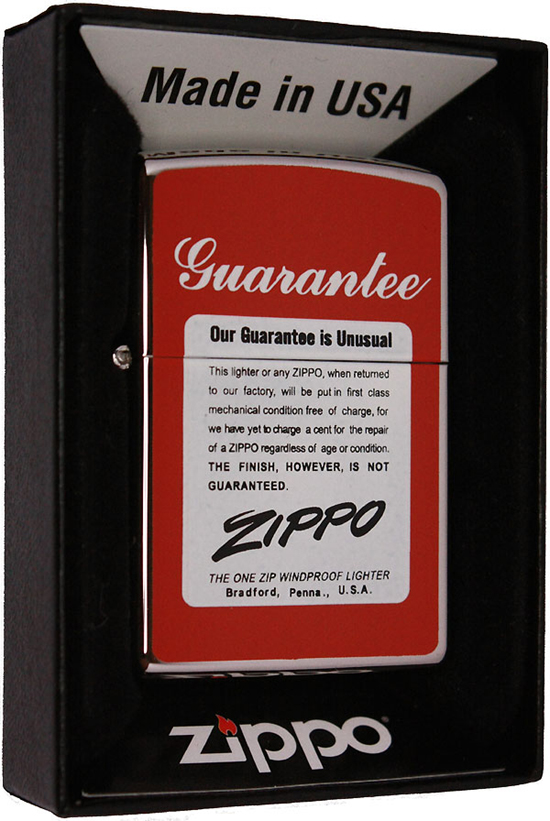 Made in USA
Guarantee
Our Guarantee is Unusual
This lighter or any ZIPPO, when returned
to our factory, will be put in first class
mechanical condition free of charge, for
we have yet to charge a cent for the repair
of a ZIPPO regardless of age or condition.
THE FINISH, HOWEVER, IS NOT
GUARANTEED.
ZIPPO
THE ONE ZIP WINDPROOF LIGHTER
Bradford, Penna., U.S.A.
zippo